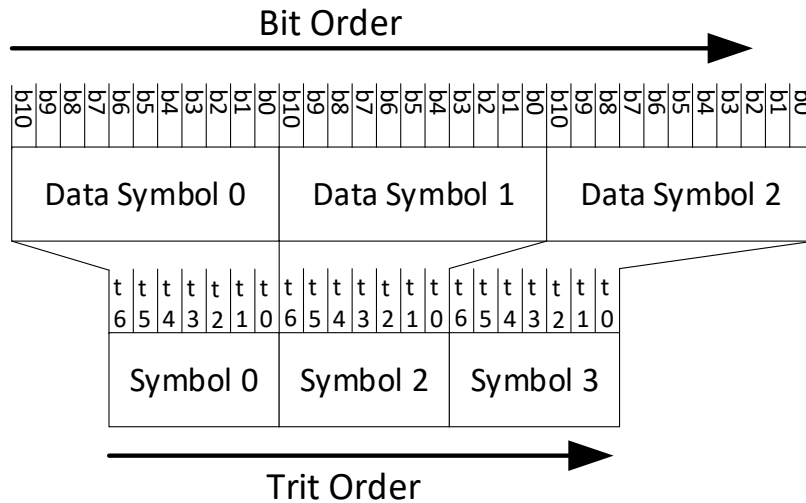 Bit Order
b10 b9 b8 b7 b6 b5 b4 b3 b2 b1 b0 b10 b9 b8 b7 b6 b5 b4 b3 b2 b1 b0 b10 b9 b8 b7 b6 b5 b4 b3 b2 b1 b0
Data Symbol 0 Data Symbol 1 Data Symbol 2
t t t t t t t t t t t t t t t t t t t t t
6 5 4 3 2 1 0 6 5 4 3 2 1 0 6 5 4 3 2 1 0
Symbol 0 Symbol 2 Symbol 3
Trit Order